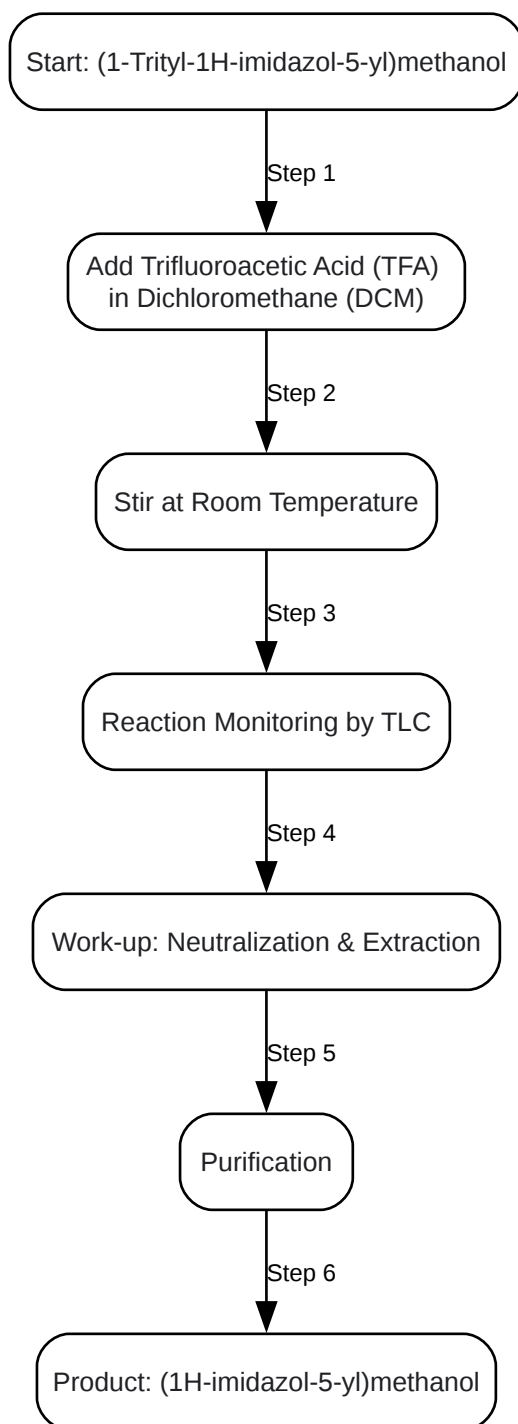 Start: (1-Trityl-1H-imidazol-5-yl)methanol
Step 1
Add Trifluoroacetic Acid (TFA)
in Dichloromethane (DCM)
Step 2
Stir at Room Temperature
Step 3
Reaction Monitoring by TLC
Step 4
Work-up: Neutralization & Extraction
Step 5
Purification
Step 6
Product: (1H-imidazol-5-yl)methanol